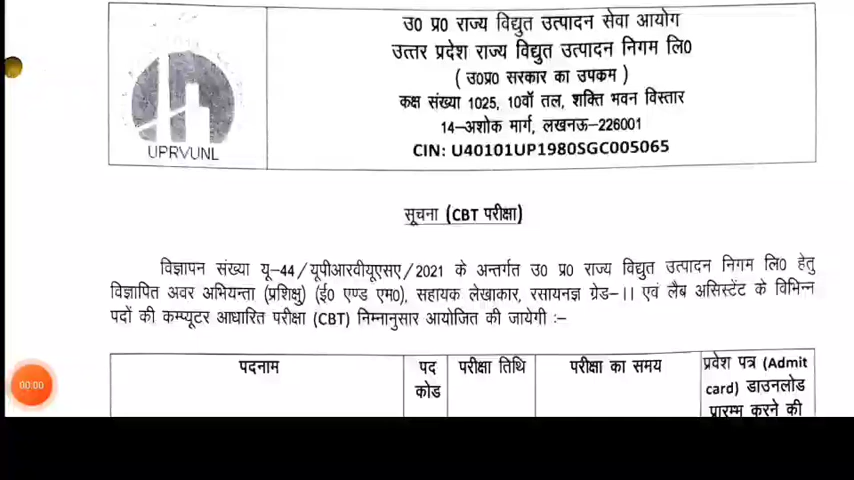 उ0 प्र0 राज्य विद्युत उत्पादन सेवा आयोग
उत्तर प्रदेश राज्य विद्युत उत्पादन निगम लि0
( उ0प्र0 सरकार का उपकम )
कक्ष संख्या 1025, 10वॉ तल, शक्ति भवन विस्तार
14–अशोक मार्ग, लखनऊ–226001
CIN: U40101UP1980SGC005065
UPRVUNL
सूचना (CBT परीक्षा)
विज्ञापन संख्या यू–44/यूपीआरवीयूएसए/2021 के अन्तर्गत उ0 प्र0 राज्य विद्युत उत्पादन निगम लि0 हेतु
विज्ञापित अवर अभियन्ता (प्रशिक्षु) (ई0 एण्ड एम0), सहायक लेखाकार, रसायनज्ञ ग्रेड–।। एवं लैब असिस्टेंट के विभिन्न
पदों की कम्प्यूटर आधारित परीक्षा (CBT) निम्नानुसार आयोजित की जायेगी :–
पदनाम
पद
कोड
परीक्षा तिथि
परीक्षा का समय
प्रवेश पत्र (Admit
card) डाउनलोड
प्रारम्भ करने की
00:00